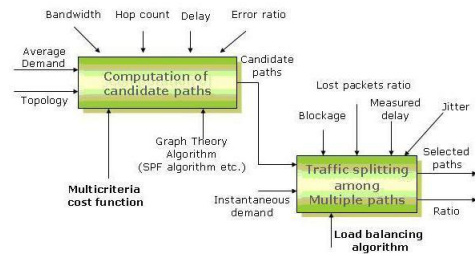 Bandwidth
Hop count
Delay
Error ratio
Average
Demand
Topology
Computation of
candidate paths
Candidate
paths
Graph Theory
Algorithm
(SPF algorithm etc.)
Multicriteria
cost function
Lost packets ratio
Measured
delay
Jitter
Blockage
Traffic splitting
among
Multiple paths
Selected
paths
Ratio
Instantaneous
demand
Load balancing
algorithm